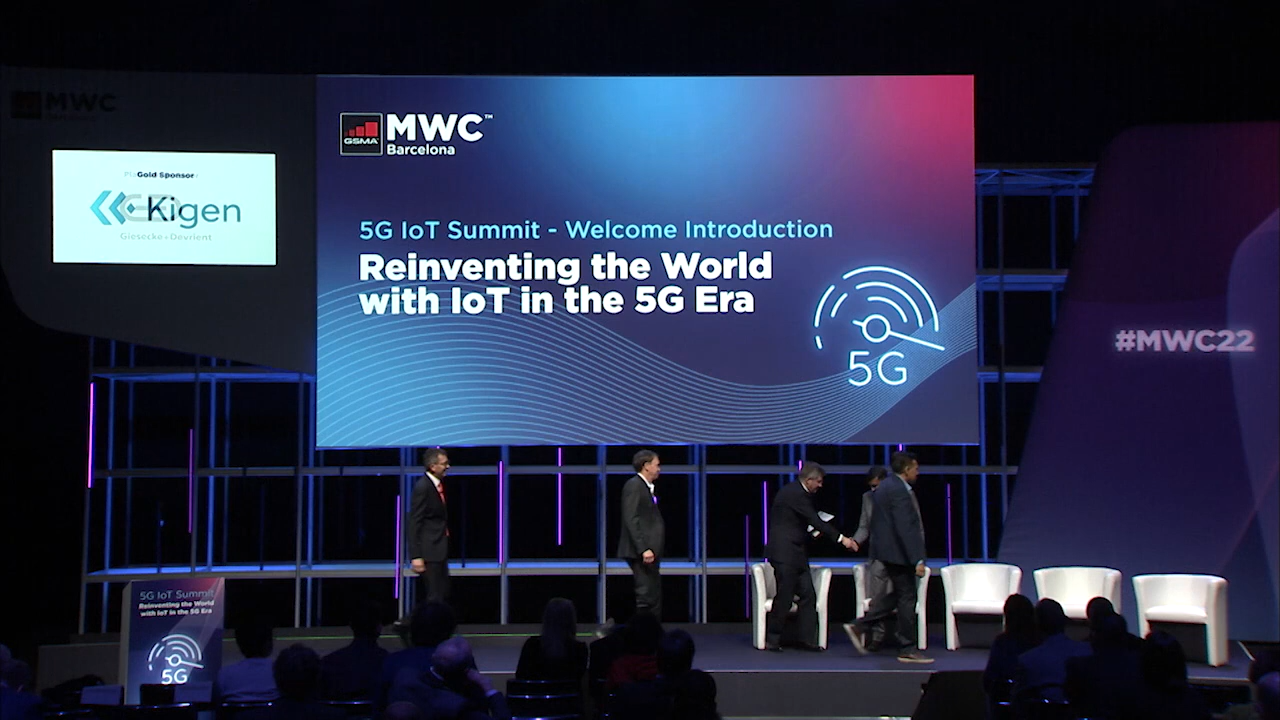 MWC
Gold Sponsor
Kigen
Giesecke+Devrient
GSMA
MWC™
Barcelona
5G IoT Summit - Welcome Introduction
Reinventing the World
with IoT in the 5G Era
5G
#MWC22
5G IoT Summit
Reinventing the World
with IoT in the 5G Era
5G